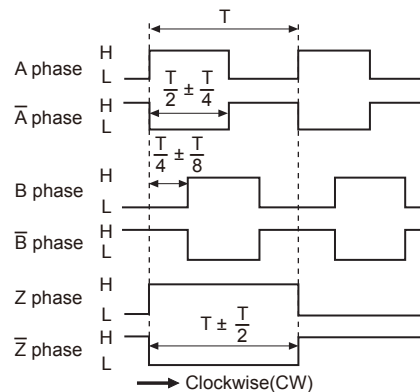 T
H
A phase
L
T/2 ± T/4
H
A̅ phase
L
T/4 ± T/8
H
B phase
L
H
B̅ phase
L
H
Z phase
L
T ± T/2
H
Z̅ phase
L
Clockwise(CW)